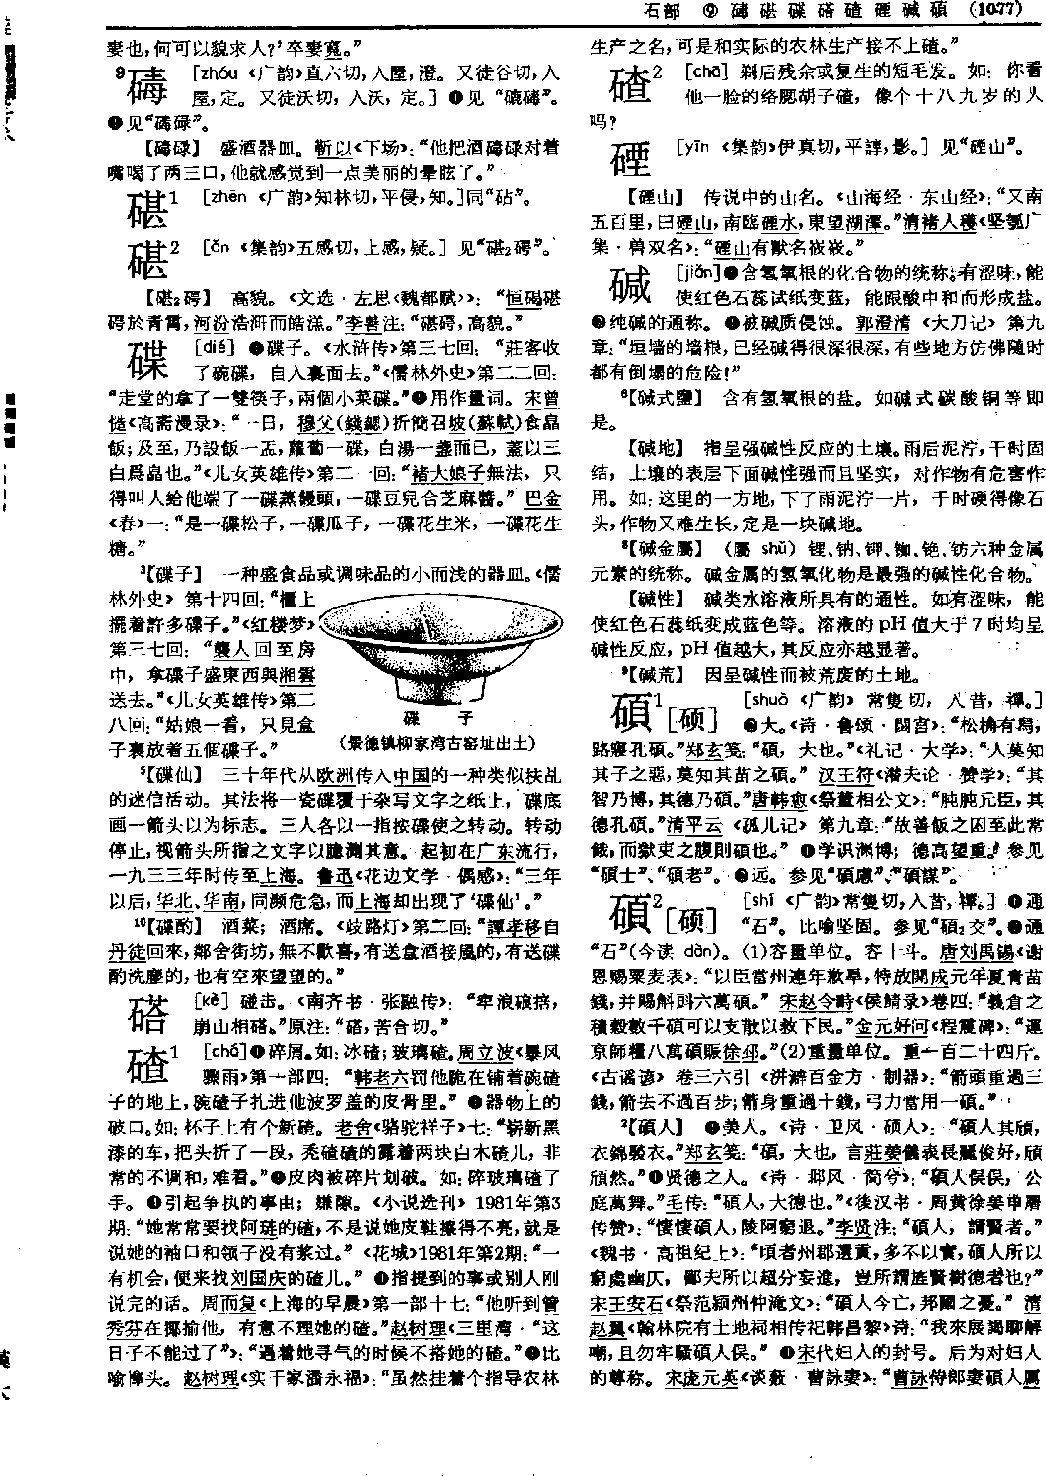 石部 ⑨ 碡碪碟碦碴硾碱碩 (1077)
妻也,何可以貌求人?’卒娶寬。”
9碡 [zhóu 《广韵》直六切,入屋,澄。又徒谷切,入
屋,定。又徒沃切,入沃,定。] ❶见“磟碡”。
❷见“碡碌”。
【碡碌】 盛酒器皿。靳以《下场》:“他把酒碡碌对着
嘴喝了两三口,他就感觉到一点美丽的晕眩了。”
碪1 [zhēn 《广韵》知林切,平侵,知。]同“砧”。
碪2 [ǎn 《集韵》五感切,上感,疑。] 见“碪2碍”。
【碪2碍】 高貌。《文选·左思〈魏都赋〉》:“恒碣碪
碍於青霄,河汾浩涆而皓溔。”李善注:“碪碍,高貌。”
碟 [dié] ❶碟子。《水浒传》第三七回:“莊客收
了碗碟,自入裏面去。”《儒林外史》第二二回:
“走堂的拿了一雙筷子,兩個小菜碟。”❷用作量词。宋曾
慥《高斋漫录》:“一日,穆父(錢勰)折簡召坡(蘇軾)食皛
飯;及至,乃設飯一盂,蘿蔔一碟,白湯一盞而已,蓋以三
白爲皛也。”《儿女英雄传》第二一回:“褚大娘子無法,只
得叫人給他端了一碟蒸饅頭,一碟豆兒合芝麻醬。”巴金
《春》一:“是一碟松子,一碟瓜子,一碟花生米,一碟花生
糖。”
3【碟子】 一种盛食品或调味品的小而浅的器皿。《儒
林外史》第十四回:“櫃上
擺着許多碟子。”《红楼梦》
第三七回:“襲人回至房
中,拿碟子盛東西與湘雲
送去。”《儿女英雄传》第二
八回:“姑娘一看,只見盒
子裏放着五個碟子。”
碟 子
(景德镇柳家湾古窑址出土)
5【碟仙】 三十年代从欧洲传入中国的一种类似扶乩
的迷信活动。其法将一瓷碟覆于杂写文字之纸上,碟底
画一箭头以为标志。三人各以一指按碟使之转动。转动
停止,视箭头所指之文字以臆测其意。起初在广东流行,
一九三三年时传至上海。鲁迅《花边文学·偶感》:“三年
以后,华北、华南,同濒危急,而上海却出现了‘碟仙’。”
10【碟酌】 酒菜;酒席。《歧路灯》第二回:“譚孝移自
丹徒回來,鄰舍街坊,無不歡喜,有送盒酒接風的,有送碟
酌洗塵的,也有空來望望的。”
碦 [kè] 碰击。《南齐书·张融传》:“牽浪硠掊,
崩山相碦。”原注:“碦,苦合切。”
碴1 [chá]❶碎屑。如:冰碴;玻璃碴。周立波《暴风
骤雨》第一部四:“韩老六罚他跪在铺着碗碴
子的地上,碗碴子扎进他波罗盖的皮骨里。”❷器物上的
破口。如:杯子上有个新碴。老舍《骆驼祥子》七:“崭新黑
漆的车,把头折了一段,秃碴碴的露着两块白木碴儿,非
常的不调和,难看。”❸皮肉被碎片划破。如:碎玻璃碴了
手。❹引起争执的事由;嫌隙。《小说选刊》1981年第3
期:“她常常要找阿琏的碴,不是说她皮鞋擦得不亮,就是
说她的袖口和领子没有浆过。”《花城》1981年第2期:“一
有机会,便来找刘国庆的碴儿。”❺指提到的事或别人刚
说完的话。周而复《上海的早晨》第一部十七:“他听到管
秀芬在揶揄他,有意不理她的碴。”赵树理《三里湾·“这
日子不能过了”》:“遇着她寻气的时候不搭她的碴。”❻比
喻榫头。赵树理《实干家潘永福》:“虽然挂着个指导农林
生产之名,可是和实际的农林生产接不上碴。”
碴2 [chā] 剃后残余或复生的短毛发。如:你看
他一脸的络腮胡子碴,像个十八九岁的人
吗?
硾 [yīn 《集韵》伊真切,平諄,影。] 见“硾山”。
【硾山】 传说中的山名。《山海经·东山经》:“又南
五百里,曰硾山,南臨硾水,東望湖澤。”清褚人穫《坚瓠广
集·兽双名》:“硾山有獸名峳峳。”
碱 [jiǎn]❶含氢氧根的化合物的统称,有涩味,能
使红色石蕊试纸变蓝,能跟酸中和而形成盐。
❷纯碱的通称。❸被碱质侵蚀。郭澄清《大刀记》第九
章:“垣墙的墙根,已经碱得很深很深,有些地方仿佛随时
都有倒塌的危险!”
6【碱式鹽】 含有氢氧根的盐。如碱式碳酸铜等即
是。
【碱地】 指呈强碱性反应的土壤。雨后泥泞,干时固
结,土壤的表层下面碱性强而且坚实,对作物有危害作
用。如:这里的一方地,下了雨泥泞一片,干时硬得像石
头,作物又难生长,定是一块碱地。
8【碱金屬】 (屬 shǔ) 锂、钠、钾、铷、铯、钫六种金属
元素的统称。碱金属的氢氧化物是最强的碱性化合物。
【碱性】 碱类水溶液所具有的通性。如有涩味,能
使红色石蕊纸变成蓝色等。溶液的pH值大于7时均呈
碱性反应,pH值越大,其反应亦越显著。
9【碱荒】 因呈碱性而被荒废的土地。
碩1[硕] [shuò 《广韵》常隻切,入昔,禪。]
❶大。《诗·鲁颂·閟宫》:“松桷有舄,
路寢孔碩。”郑玄笺:“碩,大也。”《礼记·大学》:“人莫知
其子之惡,莫知其苗之碩。”汉王符《潜夫论·赞学》:“其
智乃博,其德乃碩。”唐韩愈《祭董相公文》:“肫肫元臣,其
德孔碩。”清平云《孤儿记》第九章:“故善飯之囚至此常
餓,而獄吏之腹則碩也。”❷学识渊博;德高望重。参见
“碩士”、“碩老”。❸远。参见“碩慮”、“碩謀”。
碩2[硕] [shí 《广韵》常隻切,入昔,禪。] ❶通
“石”。比喻坚固。参见“碩2交”。❷通
“石”(今读 dàn)。(1)容量单位。容十斗。唐刘禹锡《谢
恩赐粟麦表》:“以臣當州連年歉旱,特放開成元年夏青苗
錢,并賜斛㪷六萬碩。”宋赵令畤《侯鲭录》卷四:“義倉之
積穀數千碩可以支散以救下民。”金元好问《程震碑》:“運
京師糧八萬碩賑徐邳。”(2)重量单位。重一百二十四斤。
《古谣谚》卷三六引《洴澼百金方·制器》:“箭頭重過三
錢,箭去不過百步;箭身重過十錢,弓力當用一碩。”
2【碩人】 ❶美人。《诗·卫风·硕人》:“碩人其頎,
衣錦褧衣。”郑玄笺:“碩,大也,言莊姜儀表長麗俊好,頎
頎然。”❷贤德之人。《诗·邶风·简兮》:“碩人俣俣,公
庭萬舞。”毛传:“碩人,大德也。”《後汉书·周黄徐姜申屠
传赞》:“悽悽碩人,陵阿窮退。”李贤注:“碩人,謂賢者。”
《魏书·高祖纪上》:“頃者州郡選貢,多不以實,碩人所以
窮處幽仄,鄙夫所以超分妄進,豈所謂旌賢樹德者也?”
宋王安石《祭范颍州仲淹文》:“碩人今亡,邦國之憂。”清
赵翼《翰林院有土地祠相传祀韩昌黎》诗:“我來展謁聊解
嘲,且勿牢騷碩人俣。”❸宋代妇人的封号。后为对妇人
的尊称。宋庞元英《谈薮·曹詠妻》:“曹詠侍郎妻碩人厲